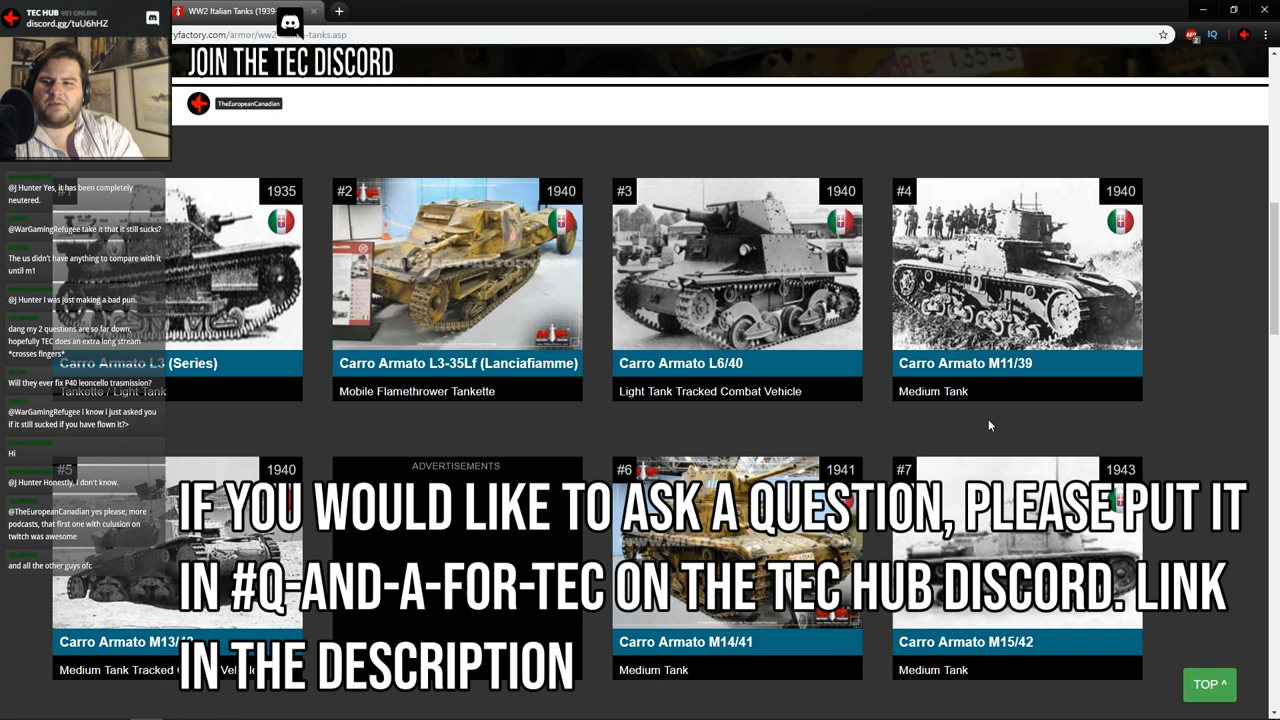 TEC HUB 951 ONLINE
discord.gg/tuU6hHZ
WW2 Italian Tanks (1939-
ryfactory.com/armor/ww2-italian-tanks.asp
JOIN THE TEC DISCORD
TheEuropeanCanadian
@J Hunter Yes, it has been completely
neutered.
@WarGamingRefugee take it that it still sucks?
The us didn't have anything to compare with it
until m1
@J Hunter I was just making a bad pun.
dang my 2 questions are so far down,
hopefully TEC does an extra long stream
*crosses fingers*
Will they ever fix P40 leoncello trasmission?
@WarGamingRefugee i know i just asked you
if it still sucked if you have flown it?>
Hi
@J Hunter Honestly, I don't know.
@TheEuropeanCanadian yes please, more
podcasts, that first one with culusion on
twitch was awesome
and all the other guys ofc
#1 1935
Carro Armato L3 (Series)
Tankette / Light Tank
#2 1940
Carro Armato L3-35Lf (Lanciafiamme)
Mobile Flamethrower Tankette
#3 1940
Carro Armato L6/40
Light Tank Tracked Combat Vehicle
#4 1940
Carro Armato M11/39
Medium Tank
#5 1940
Carro Armato M13/40
Medium Tank Tracked
ADVERTISEMENTS
#6 1941
Carro Armato M14/41
Medium Tank
#7 1943
Carro Armato M15/42
Medium Tank
IF YOU WOULD LIKE TO ASK A QUESTION, PLEASE PUT IT
IN #Q-AND-A-FOR-TEC ON THE TEC HUB DISCORD. LINK
IN THE DESCRIPTION
TOP ^